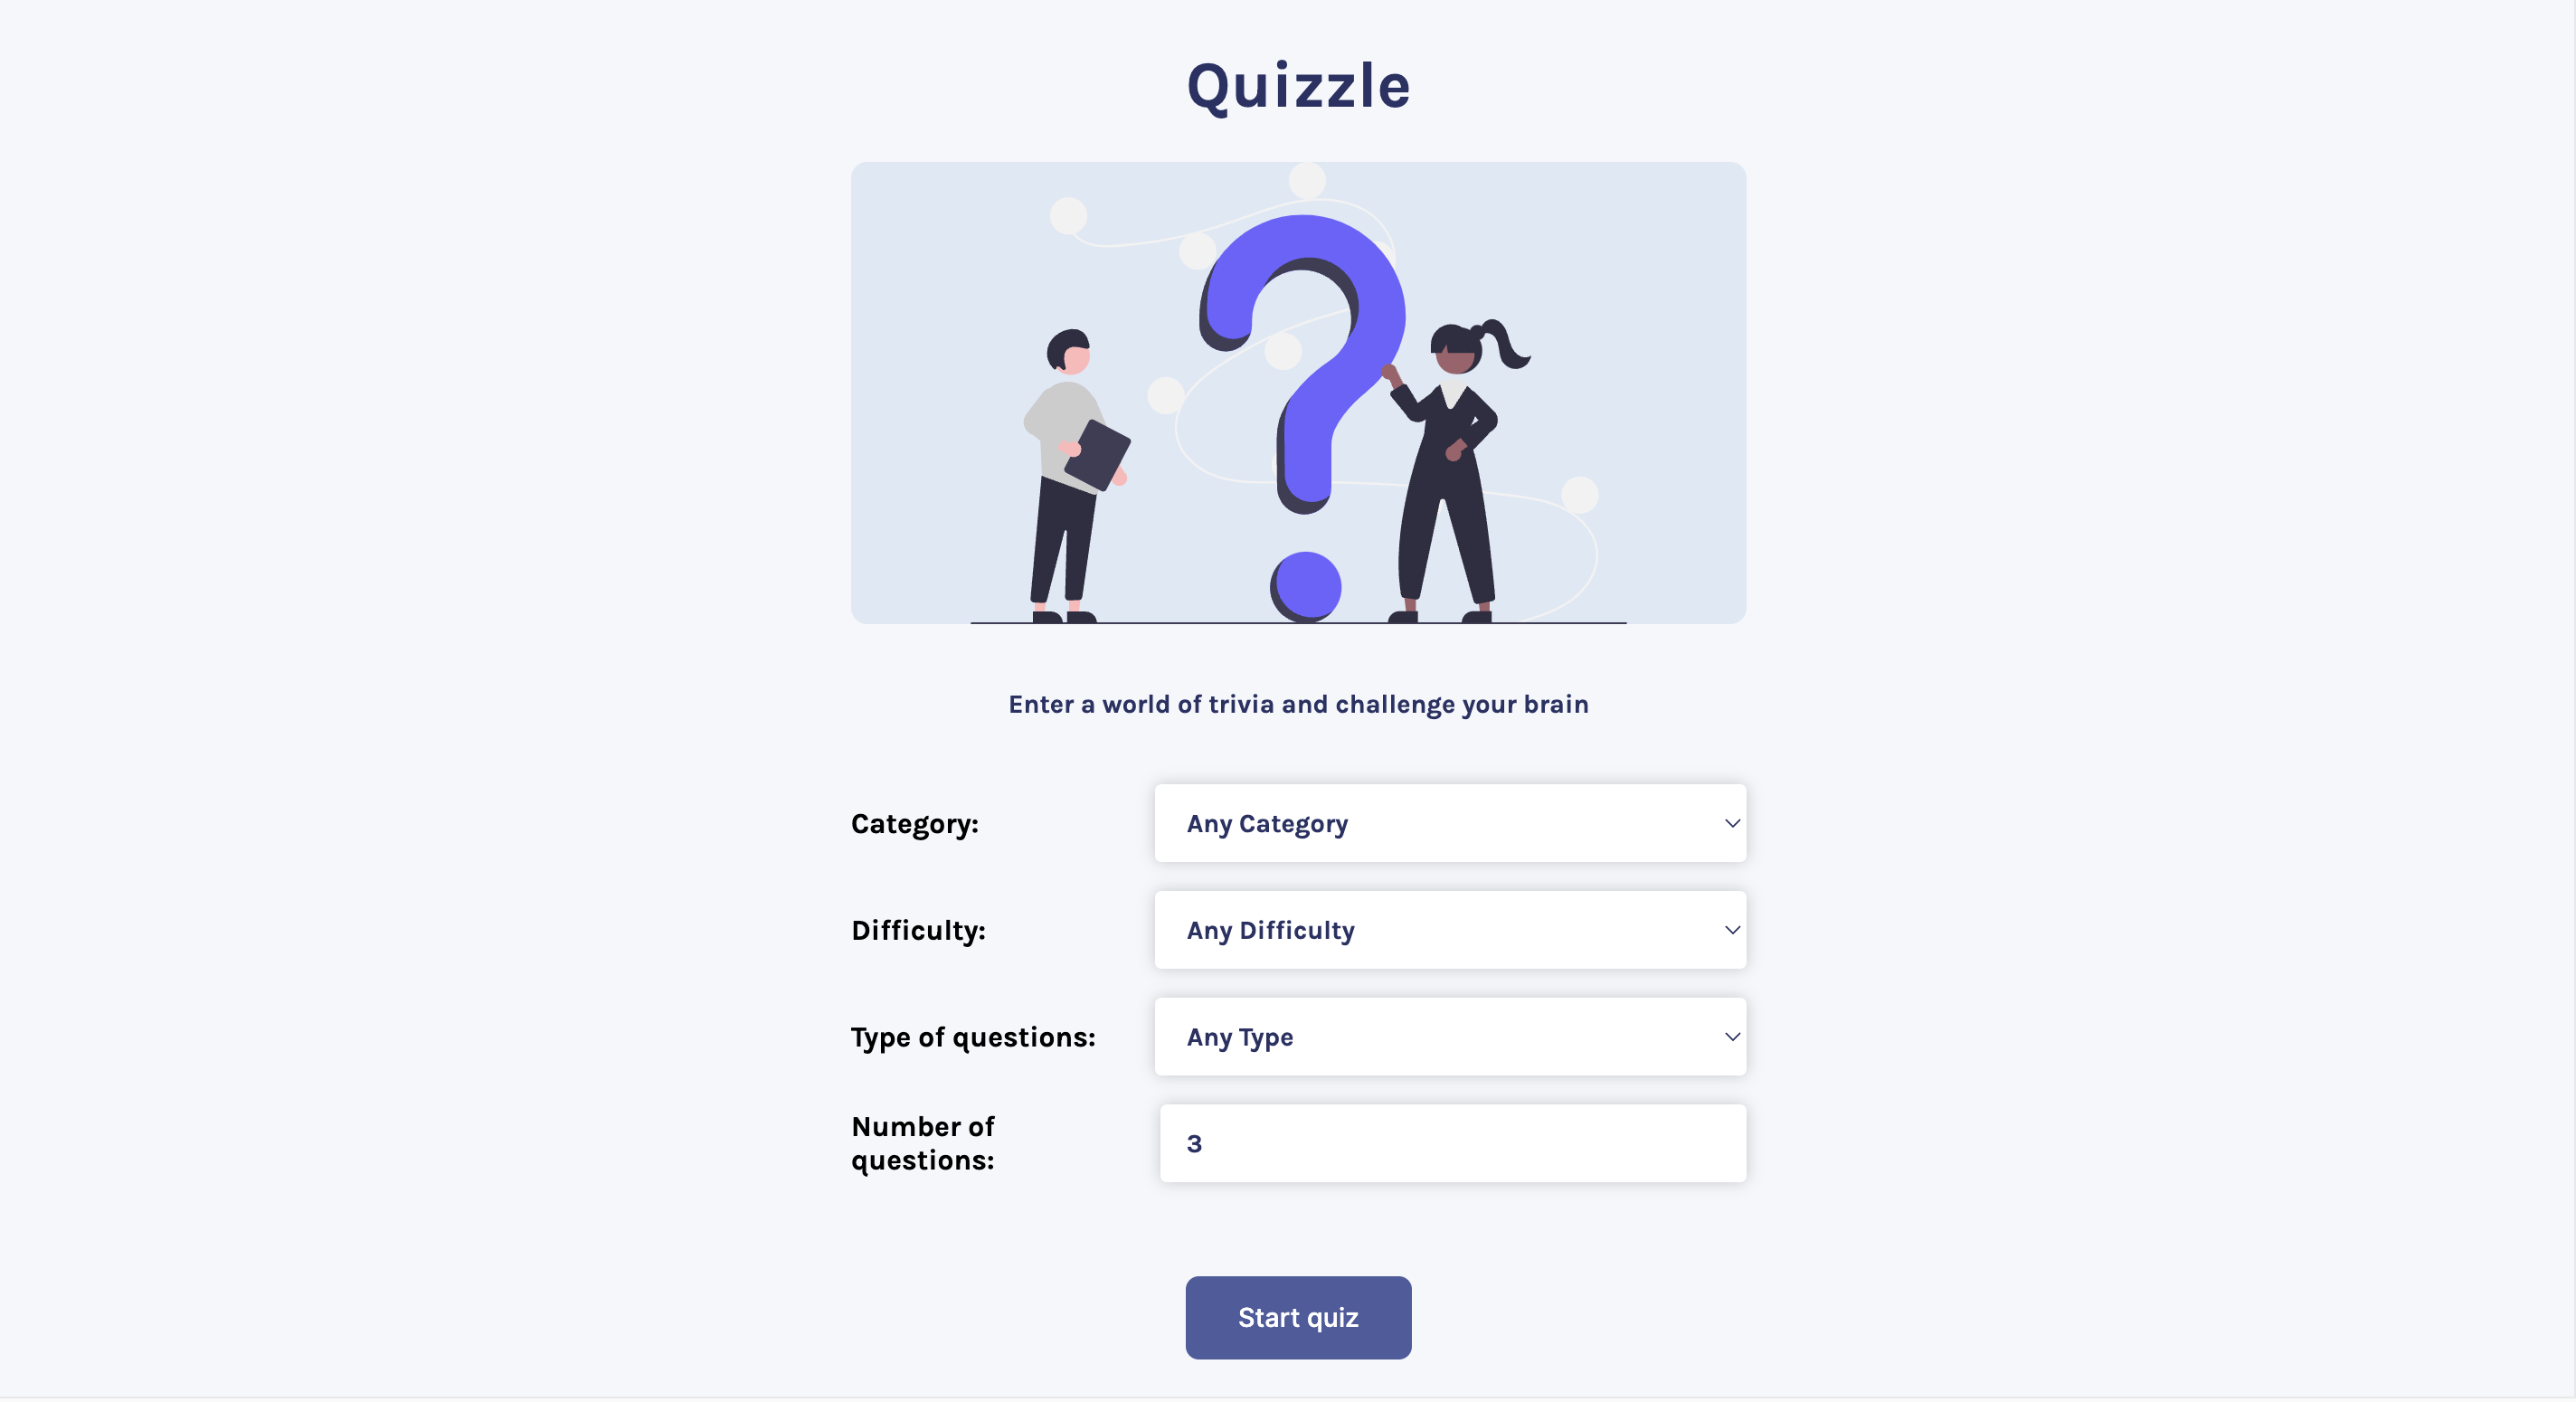 Quizzle
Enter a world of trivia and challenge your brain
Category:
Any Category
Difficulty:
Any Difficulty
Type of questions:
Any Type
Number of
questions:
3
Start quiz